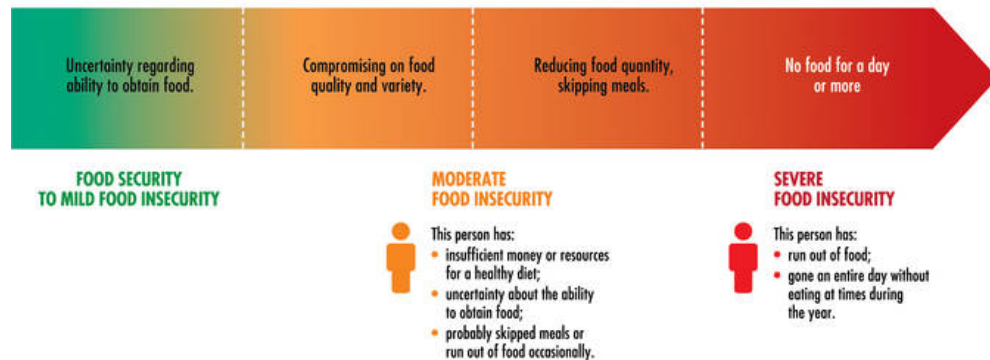 Uncertainty regarding
ability to obtain food.
Compromising on food
quality and variety.
Reducing food quantity,
skipping meals.
No food for a day
or more
FOOD SECURITY
TO MILD FOOD INSECURITY
MODERATE
FOOD INSECURITY
This person has:
• insufficient money or resources
for a healthy diet;
• uncertainty about the ability
to obtain food;
• probably skipped meals or
run out of food occasionally.
SEVERE
FOOD INSECURITY
This person has:
• run out of food;
• gone an entire day without
eating at times during
the year.